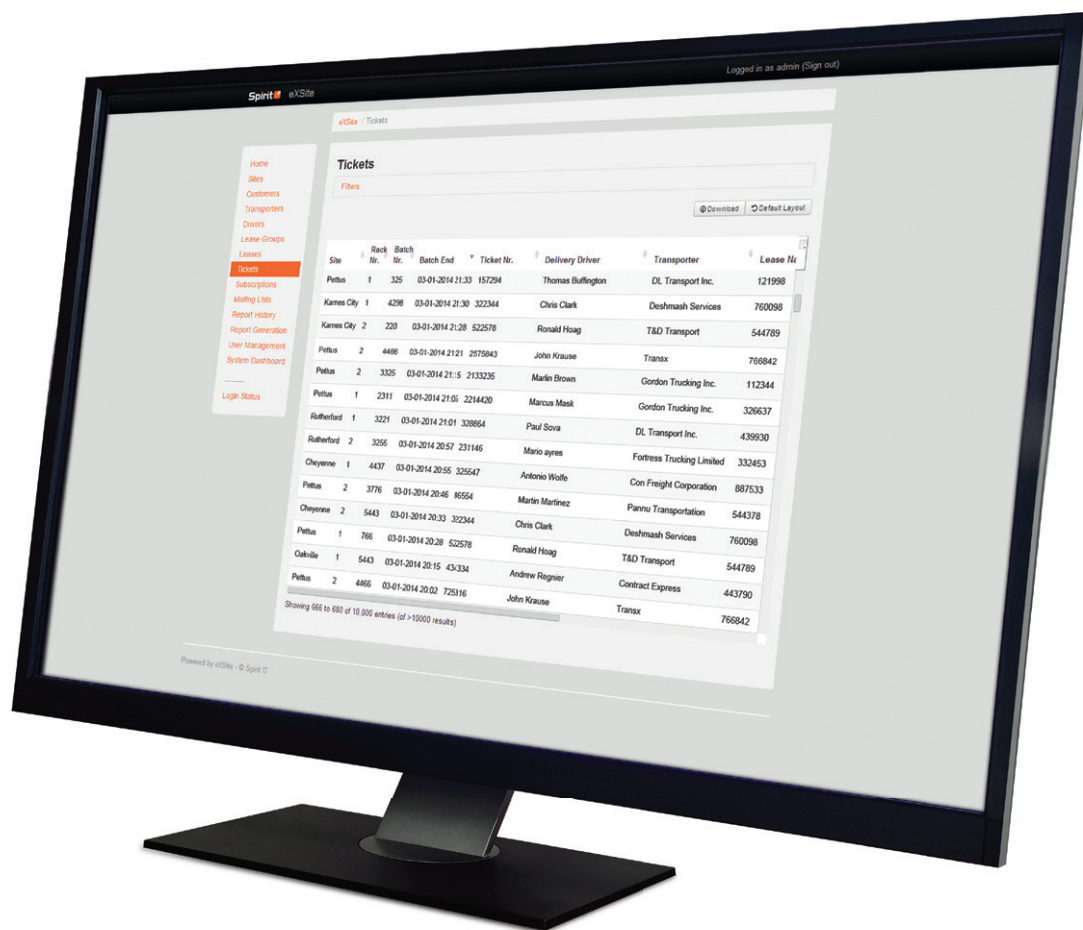 Spirit IT eXSite
Logged in as admin (Sign out)
eXSite / Tickets
Home
Sites
Customers
Transporters
Drivers
Lease Groups
Leases
Tickets
Subscriptions
Mailing Lists
Report History
Report Generation
User Management
System Dashboard
Login Status
Tickets
Filters
Download Default Layout
Site Rack Nr. Batch Nr. Batch End Ticket Nr. Delivery Driver Transporter Lease
Pettus 1 325 03-01-2014 21:33 157294 Thomas Buffington DL Transport Inc. 121998
Karnes City 1 4298 03-01-2014 21:30 322344 Chris Clark Deshmash Services 760098
Karnes City 2 220 03-01-2014 21:28 522578 Ronald Hoag T&D Transport 544789
Pettus 2 4466 03-01-2014 21:21 2575843 John Krause Transx 766842
Pettus 2 3325 03-01-2014 2133235 Marlin Brown Gordon Trucking Inc. 112344
Pettus 1 2311 03-01-2014 2214420 Marcus Mask Gordon Trucking Inc. 326637
Rutherford 1 3221 03-01-2014 21:01 328864 Paul Sova DL Transport Inc. 439930
Rutherford 2 3255 03-01-2014 20:57 231146 Mario ayres Fortress Trucking Limited 332453
Cheyenne 1 4437 03-01-2014 20:55 325547 Antonio Wolfe Con Freight Corporation 887533
Pettus 2 3776 03-01-2014 20:46 Martin Martinez Pannu Transportation 544378
Cheyenne 2 5443 03-01-2014 20:33 322344 Chris Clark Deshmash Services 760098
Pettus 1 766 03-01-2014 20:28 522578 Ronald Hoag T&D Transport 544789
Oakville 1 5443 03-01-2014 20:15 434334 Andrew Regnier Contract Express 443790
Pettus 2 4466 03-01-2014 20:02 725316 John Krause Transx 766842
Showing 666 to 680 of 10,000 entries (of >10000 results)
Powered by eXSite - © Spirit IT